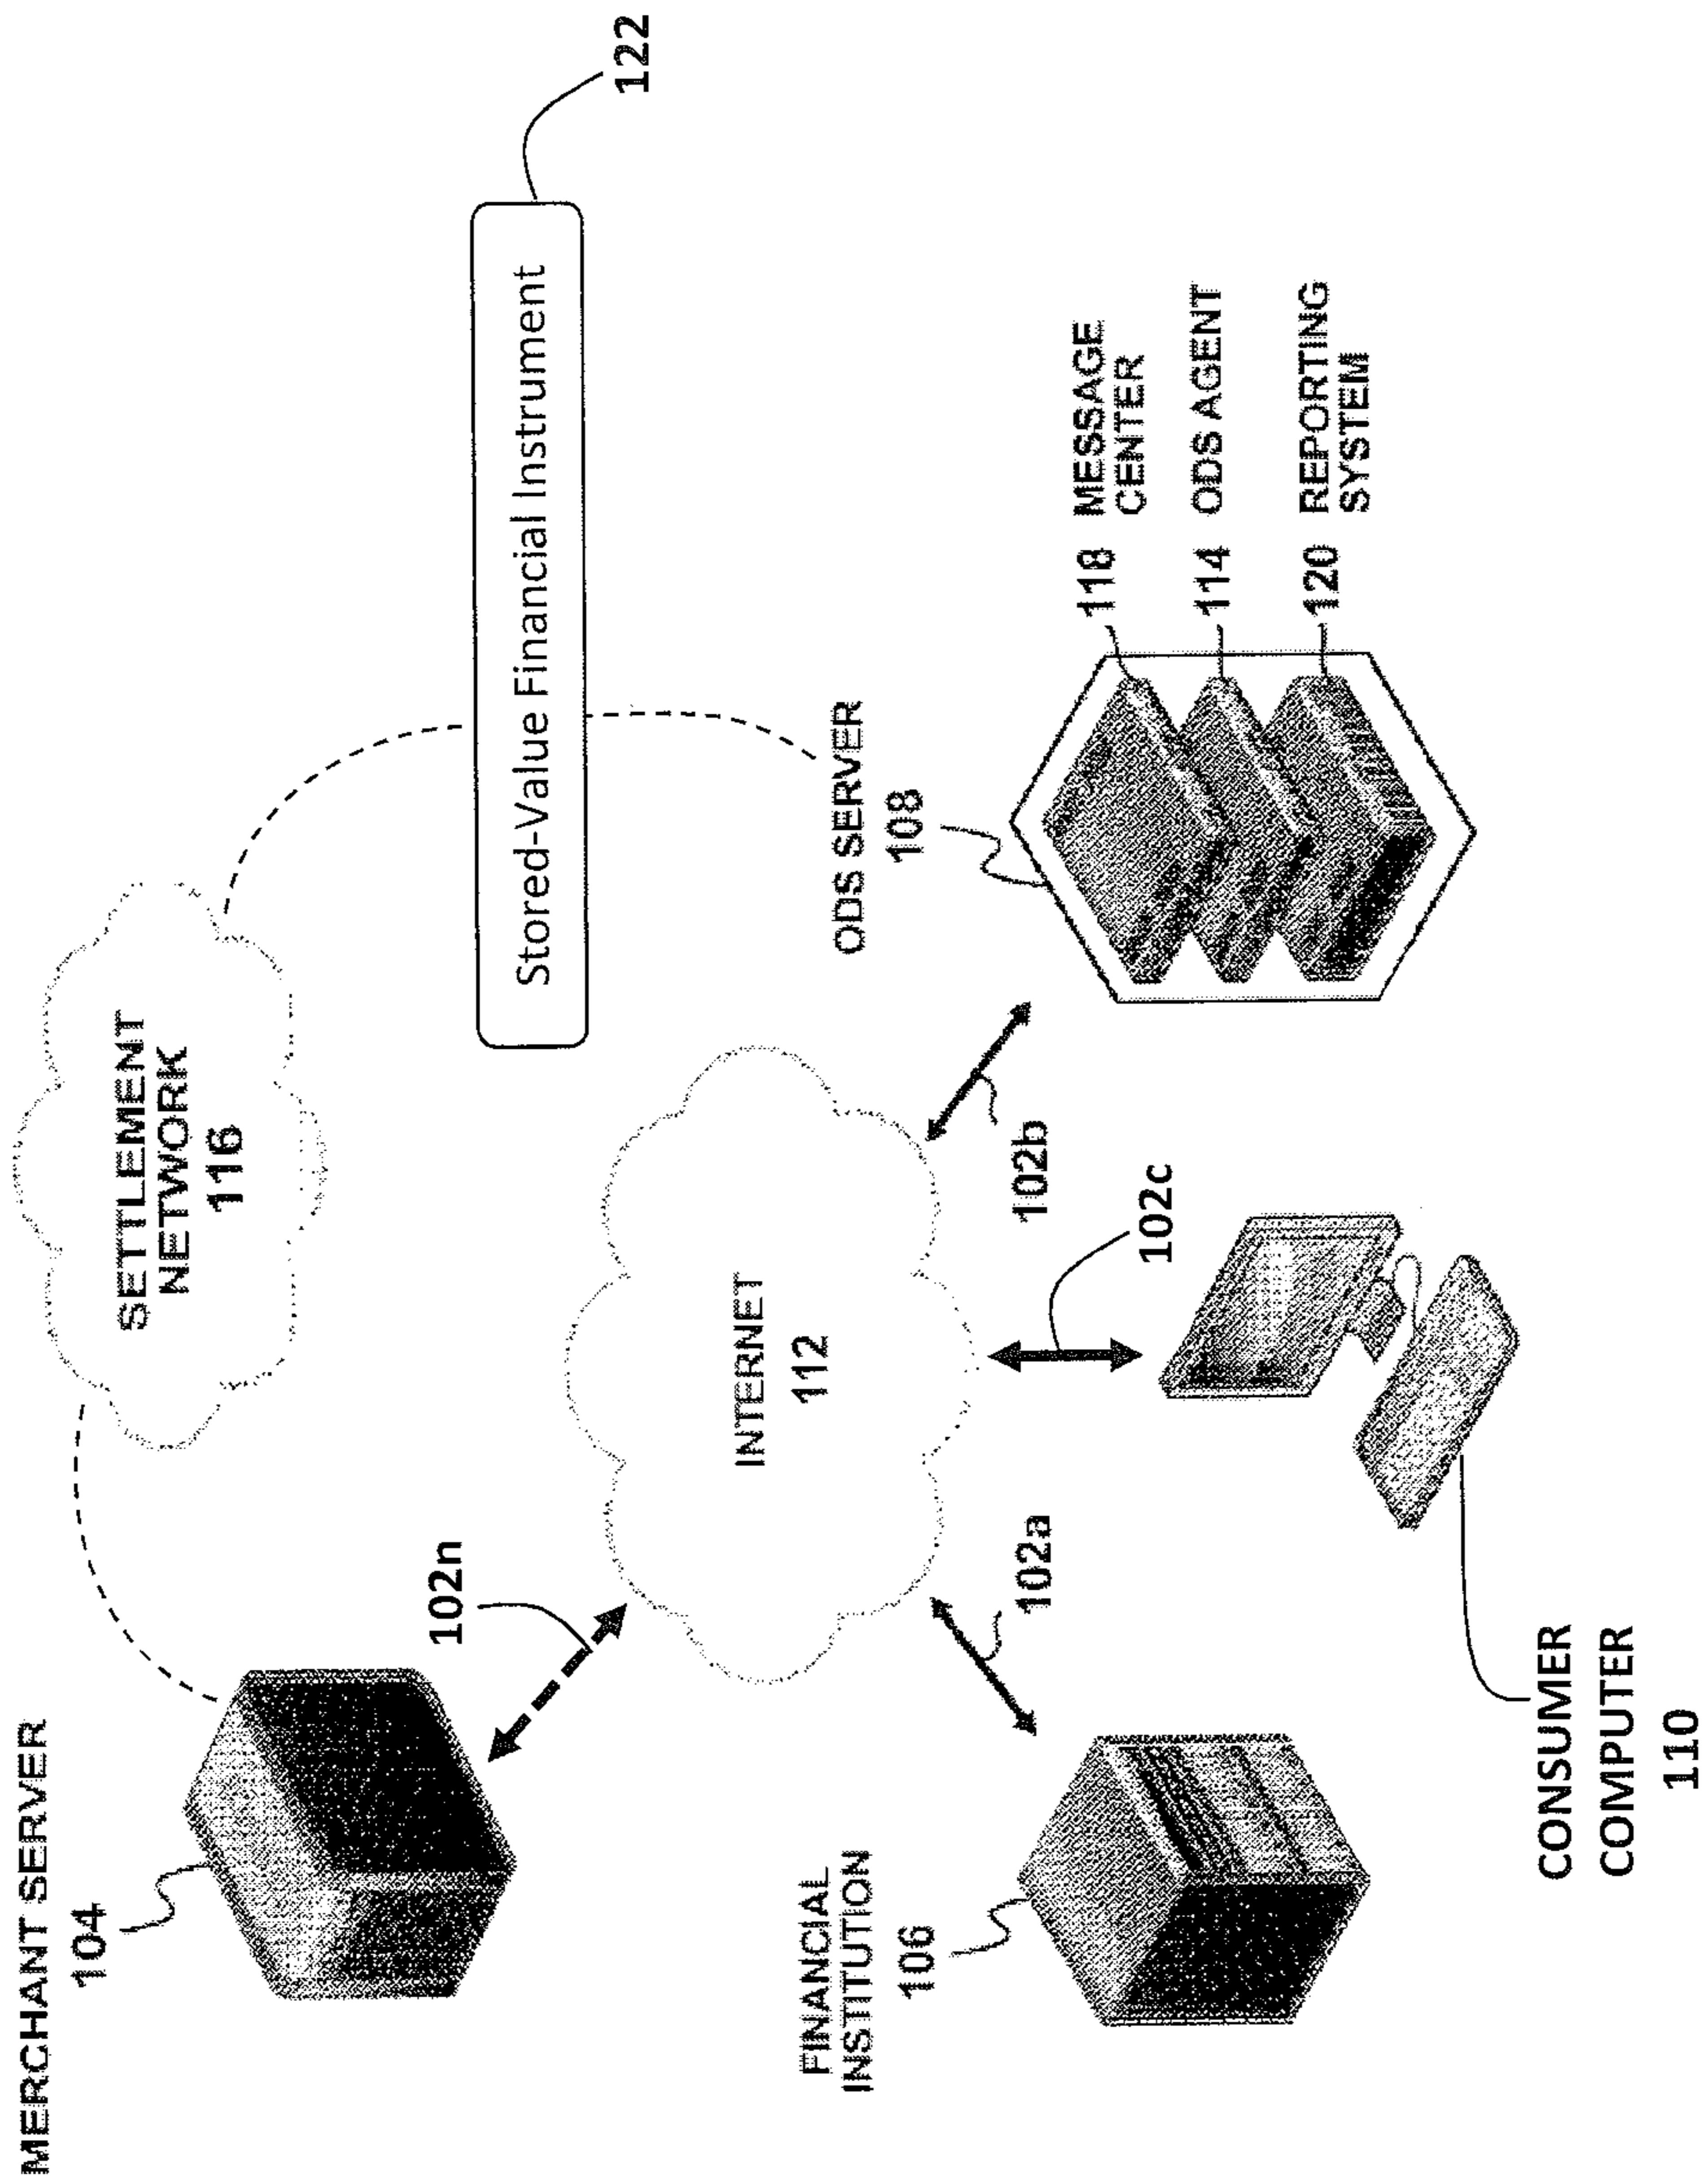 MERCHANT SERVER
104
SETTLEMENT
NETWORK
116
122
Stored-Value Financial Instrument
102n
INTERNET
112
FINANCIAL
INSTITUTION
106
ODS SERVER
108
102a
102b
102c
118 MESSAGE
CENTER
114 ODS AGENT
120 REPORTING
SYSTEM
CONSUMER
COMPUTER
110